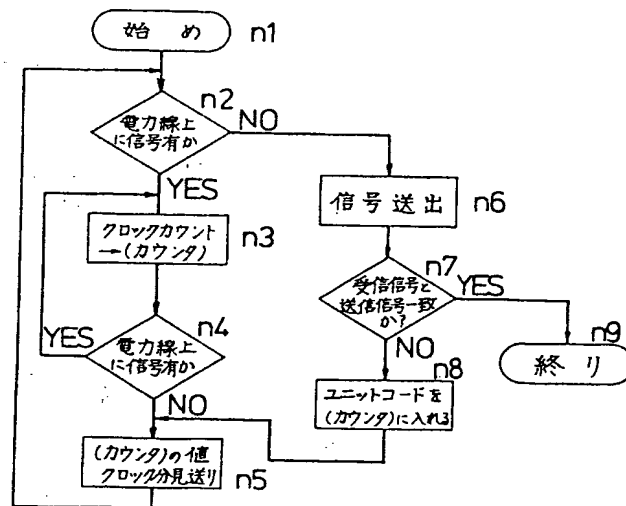 始め
n1
電力線上
に信号有か
n2
NO
YES
クロックカウント
→(カウンタ)
n3
信号送出
n6
受信信号と
送信信号一致
か?
n7
YES
NO
電力線上
に信号有か
n4
YES
NO
終り
n9
ユニットコードを
(カウンタ)に入れる
n8
(カウンタ)の値
クロック分見送り
n5